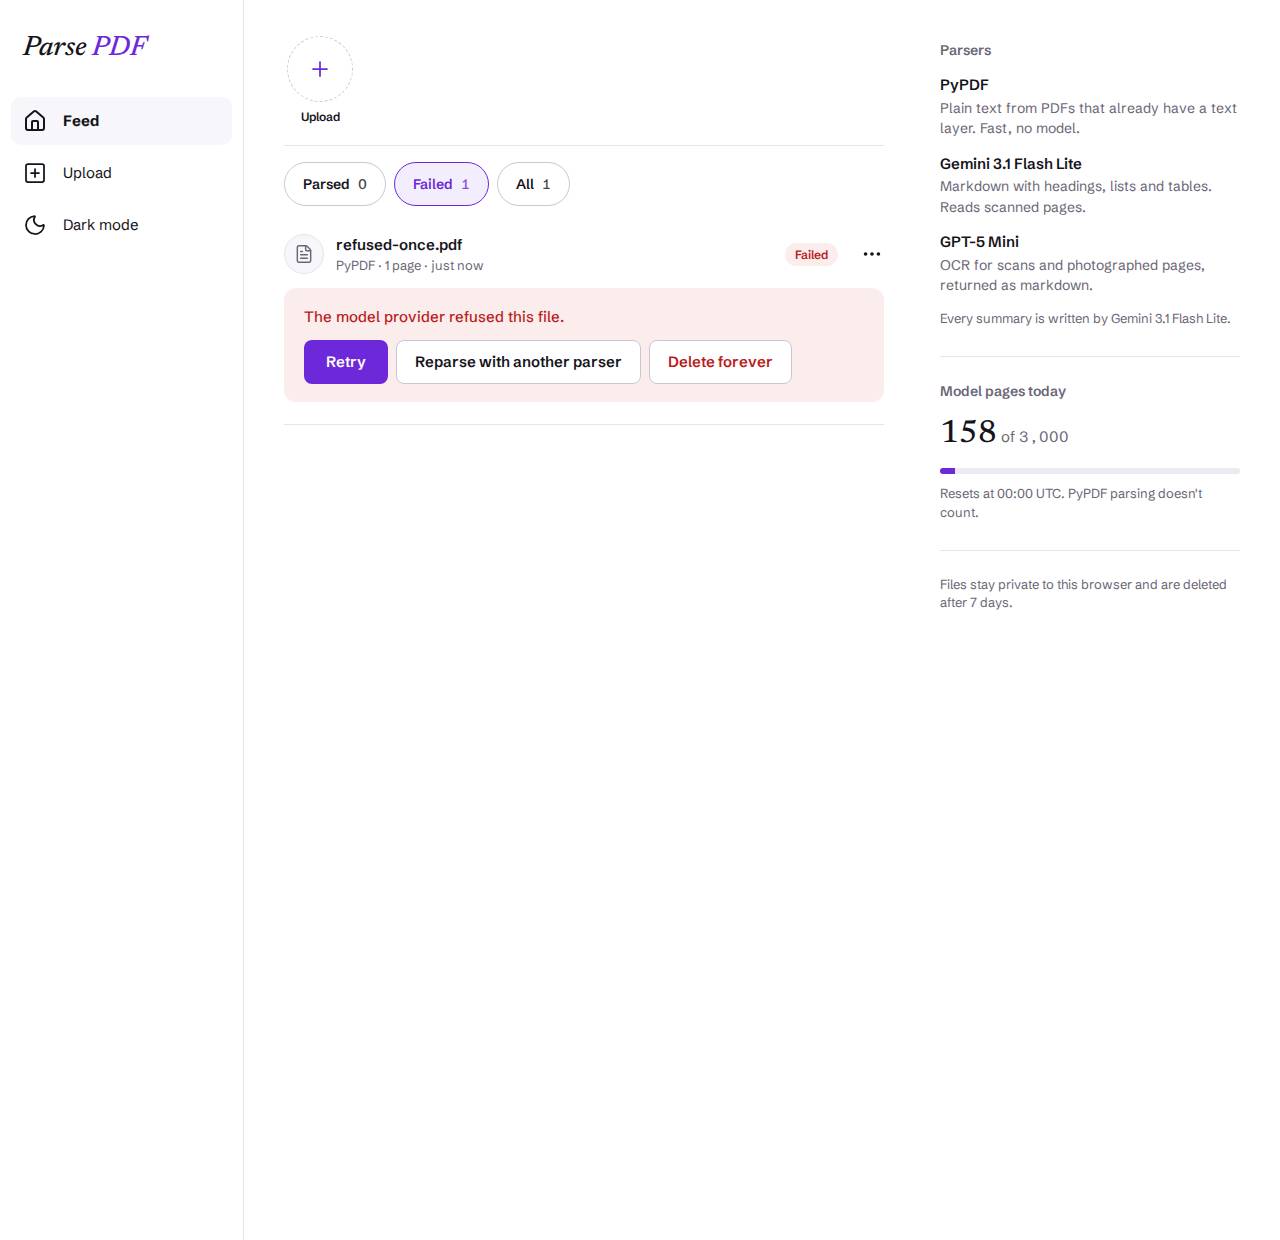 Parse PDF
Feed
Upload
Dark mode
Upload
Parsed 0
Failed 1
All 1
refused-once.pdf
PyPDF · 1 page · just now
Failed
The model provider refused this file.
Retry
Reparse with another parser
Delete forever
Parsers
PyPDF
Plain text from PDFs that already have a text
layer. Fast, no model.
Gemini 3.1 Flash Lite
Markdown with headings, lists and tables.
Reads scanned pages.
GPT-5 Mini
OCR for scans and photographed pages,
returned as markdown.
Every summary is written by Gemini 3.1 Flash Lite.
Model pages today
158 of 3,000
Resets at 00:00 UTC. PyPDF parsing doesn't
count.
Files stay private to this browser and are deleted
after 7 days.